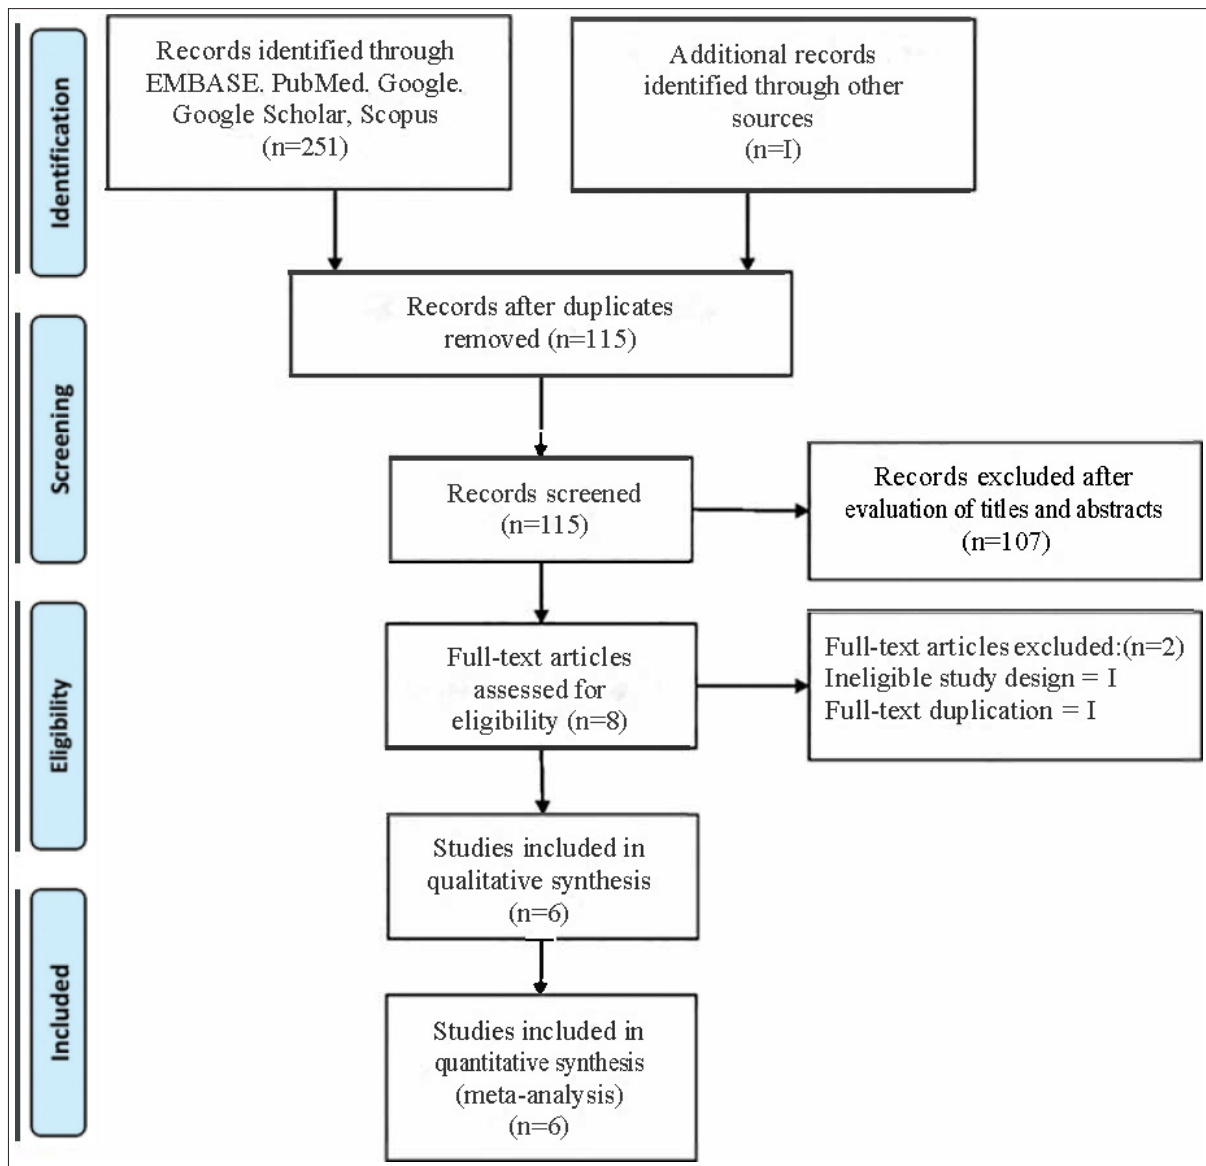 Identification
Records identified through
EMBASE. PubMed. Google.
Google Scholar, Scopus
(n=251)
Additional records
identified through other
sources
(n=I)
Records after duplicates
removed (n=115)
Screening
Records screened
(n=115)
Records excluded after
evaluation of titles and abstracts
(n=107)
Eligibility
Full-text articles
assessed for
eligibility (n=8)
Full-text articles excluded:(n=2)
Ineligible study design = I
Full-text duplication = I
Studies included in
qualitative synthesis
(n=6)
Included
Studies included in
quantitative synthesis
(meta-analysis)
(n=6)